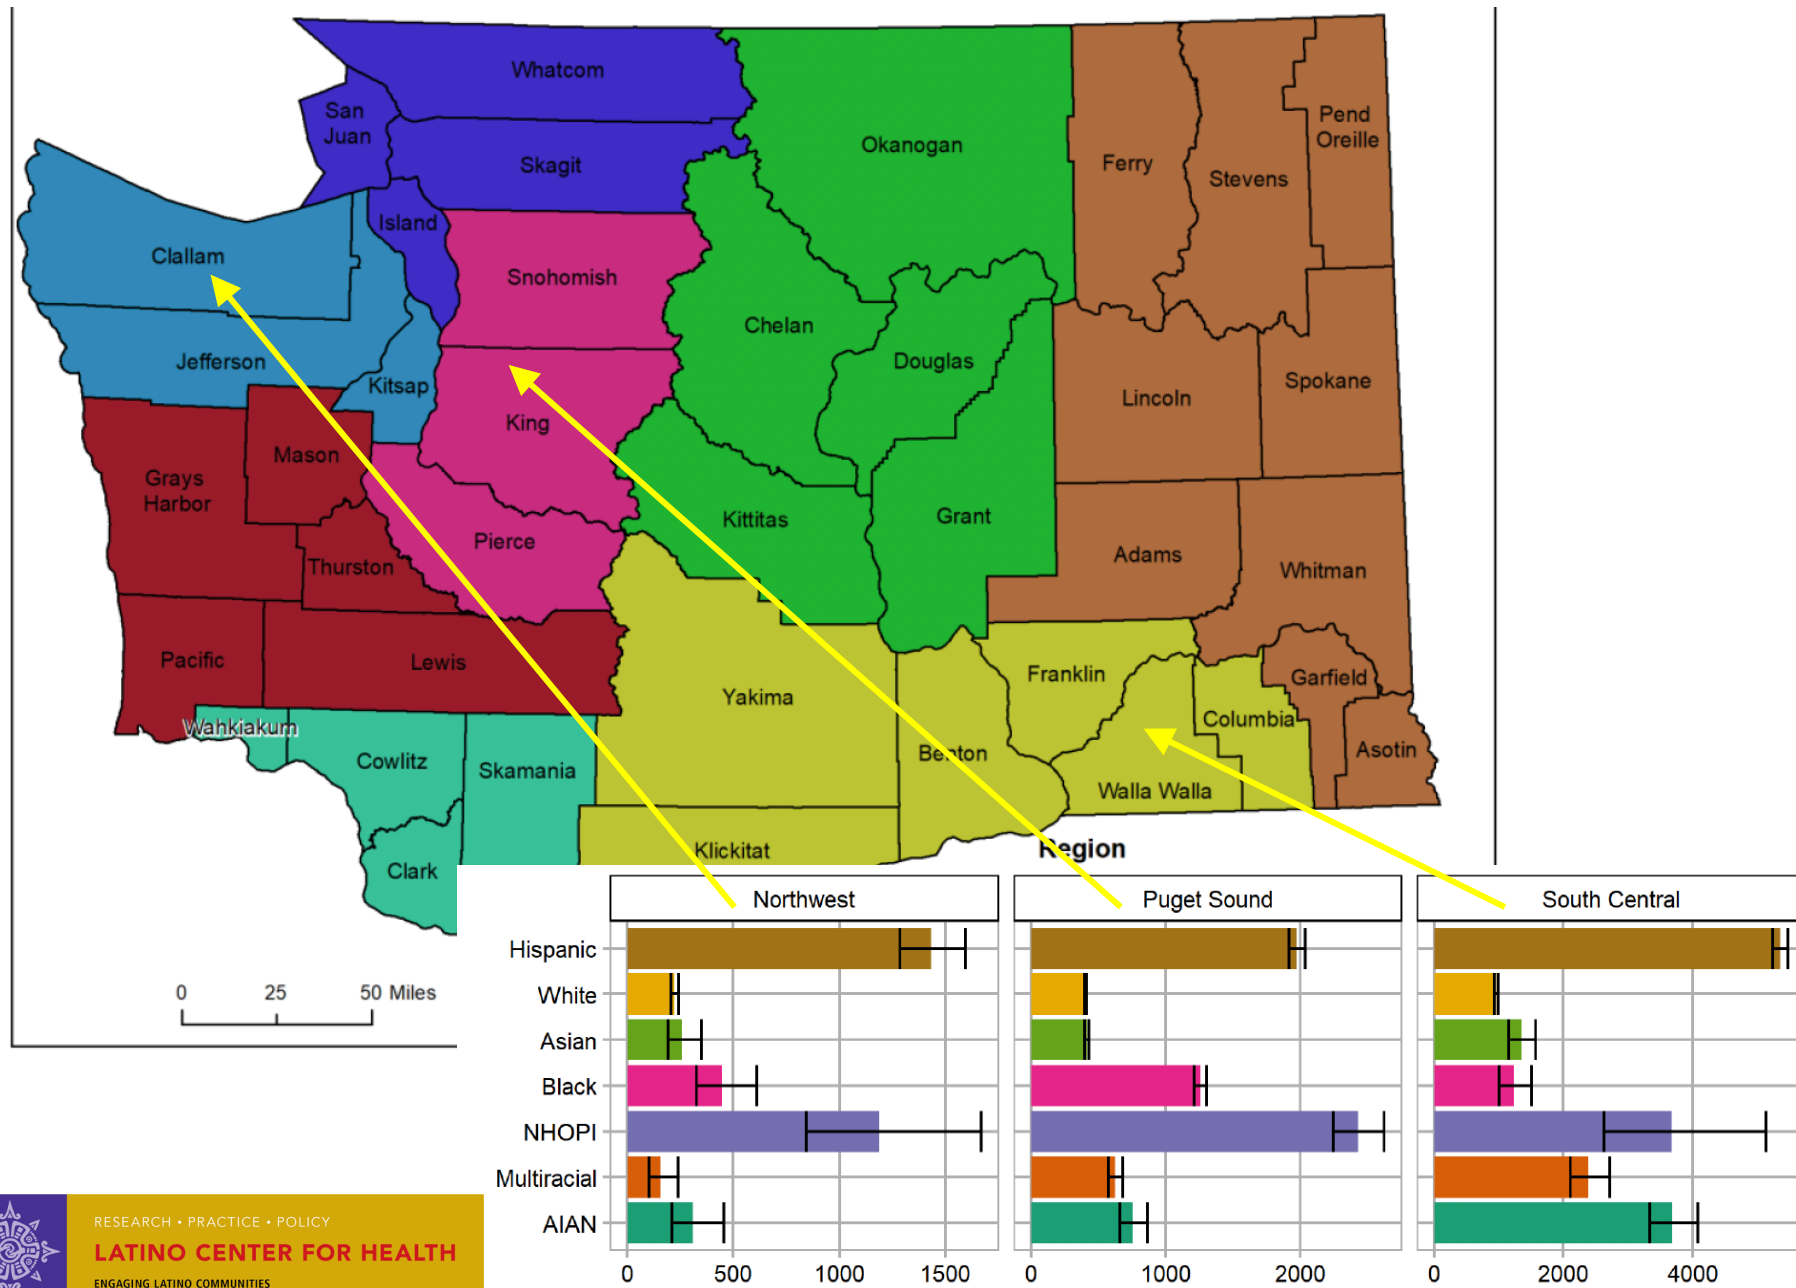 Whatcom
San
Juan
Skagit
Island
Okanogan
Ferry
Stevens
Pend
Oreille
Clallam
Snohomish
Chelan
Douglas
Jefferson
Kitsap
King
Lincoln
Spokane
Mason
Grays
Harbor
Kittitas
Grant
Pierce
Thurston
Adams
Whitman
Pacific
Lewis
Yakima
Franklin
Garfield
Wahkiakum
Columbia
Benton
Cowlitz
Skamania
Walla Walla
Asotin
Klickitat
Clark
Region
0 25 50 Miles
Northwest Puget Sound South Central
Hispanic
White
Asian
Black
NHOPI
Multiracial
AIAN
0 500 1000 1500 0 1000 2000 0 2000 4000
RESEARCH • PRACTICE • POLICY
LATINO CENTER FOR HEALTH
ENGAGING LATINO COMMUNITIES